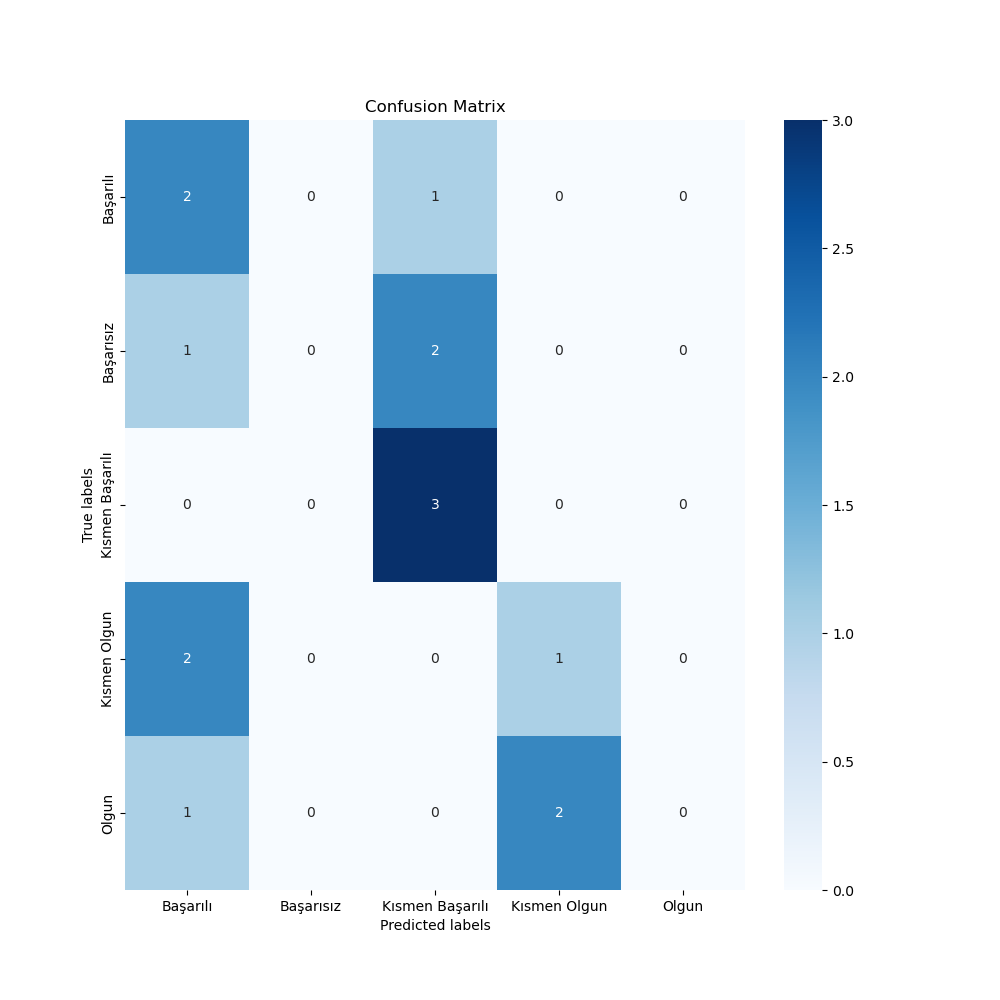 Confusion Matrix
True labels
Başarılı
2 0 1 0 0
Başarısız
1 0 2 0 0
Kısmen Başarılı
0 0 3 0 0
Kısmen Olgun
2 0 0 1 0
Olgun
1 0 0 2 0
Başarılı Başarısız Kısmen Başarılı Kısmen Olgun Olgun
Predicted labels
3.0
2.5
2.0
1.5
1.0
0.5
0.0